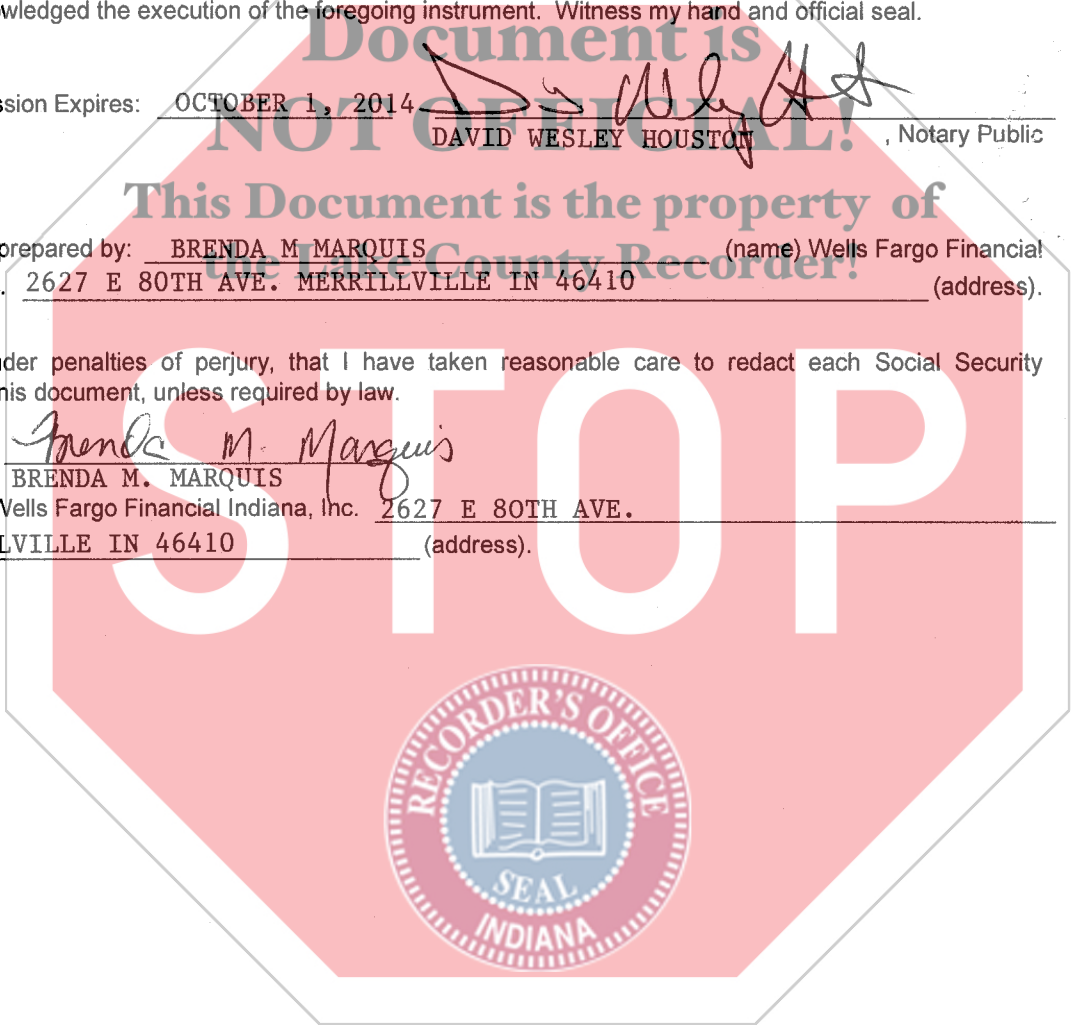 wledged the execution of the foregoing instrument. Witness my hand and official seal.
Document is
ssion Expires: OCTOBER 1, 2014
NOT OFFICIAL!
DAVID WESLEY HOUSTON , Notary Public
This Document is the property of
prepared by: BRENDA M MARQUIS (name) Wells Fargo Financial
the Lake County Recorder!
. 2627 E 80TH AVE. MERRILLVILLE IN 46410 (address).
der penalties of perjury, that I have taken reasonable care to redact each Social Security
his document, unless required by law.
STOP
Brenda M. Marquis
BRENDA M. MARQUIS
Wells Fargo Financial Indiana, Inc. 2627 E 80TH AVE.
LVILLE IN 46410 (address).
RECORDER'S OFFICE
SEAL
INDIANA